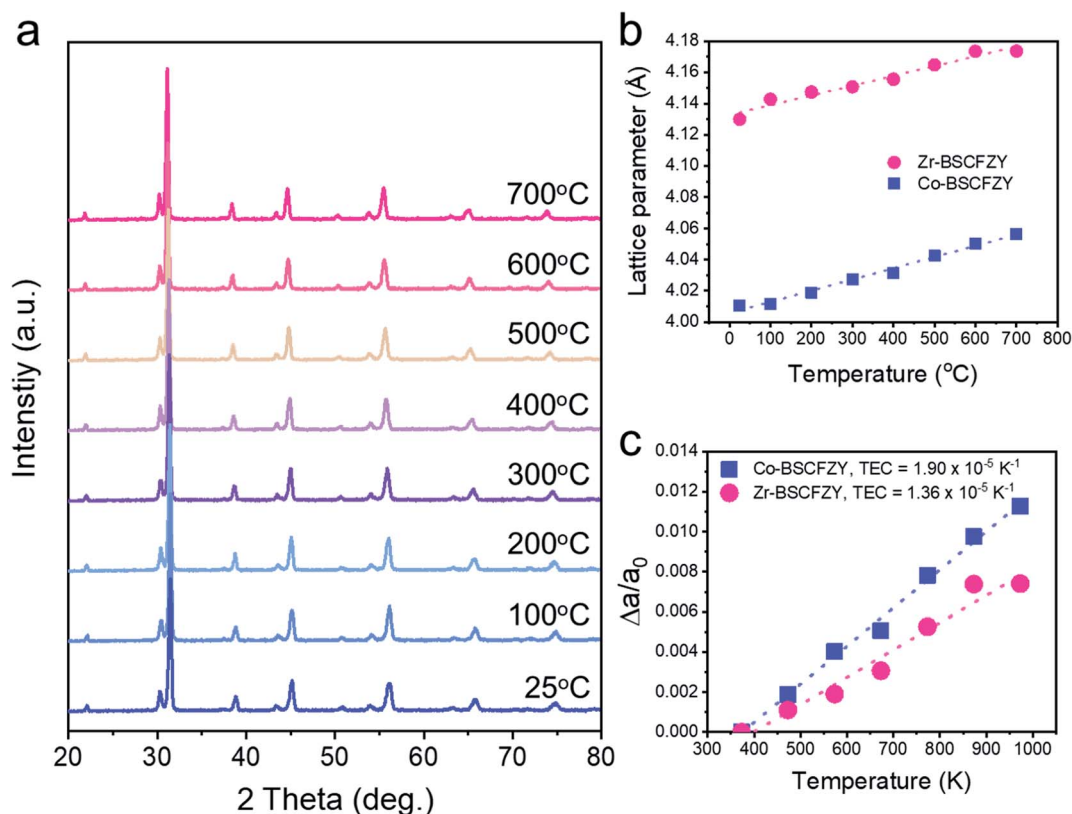 a
700°C
600°C
500°C
400°C
300°C
200°C
100°C
25°C
Intenstiy (a.u.)
20 30 40 50 60 70 80
2 Theta (deg.)
b
4.18
4.16
4.14
4.12
4.10
4.06
4.04
4.02
4.00
Lattice parameter (Å)
Zr-BSCFZY
Co-BSCFZY
0 100 200 300 400 500 600 700 800
Temperature (°C)
c
0.014
0.012
0.010
0.008
0.006
0.004
0.002
0.000
Δa/a₀
Co-BSCFZY, TEC = 1.90 x 10⁻⁵ K⁻¹
Zr-BSCFZY, TEC = 1.36 x 10⁻⁵ K⁻¹
300 400 500 600 700 800 900 1000
Temperature (K)